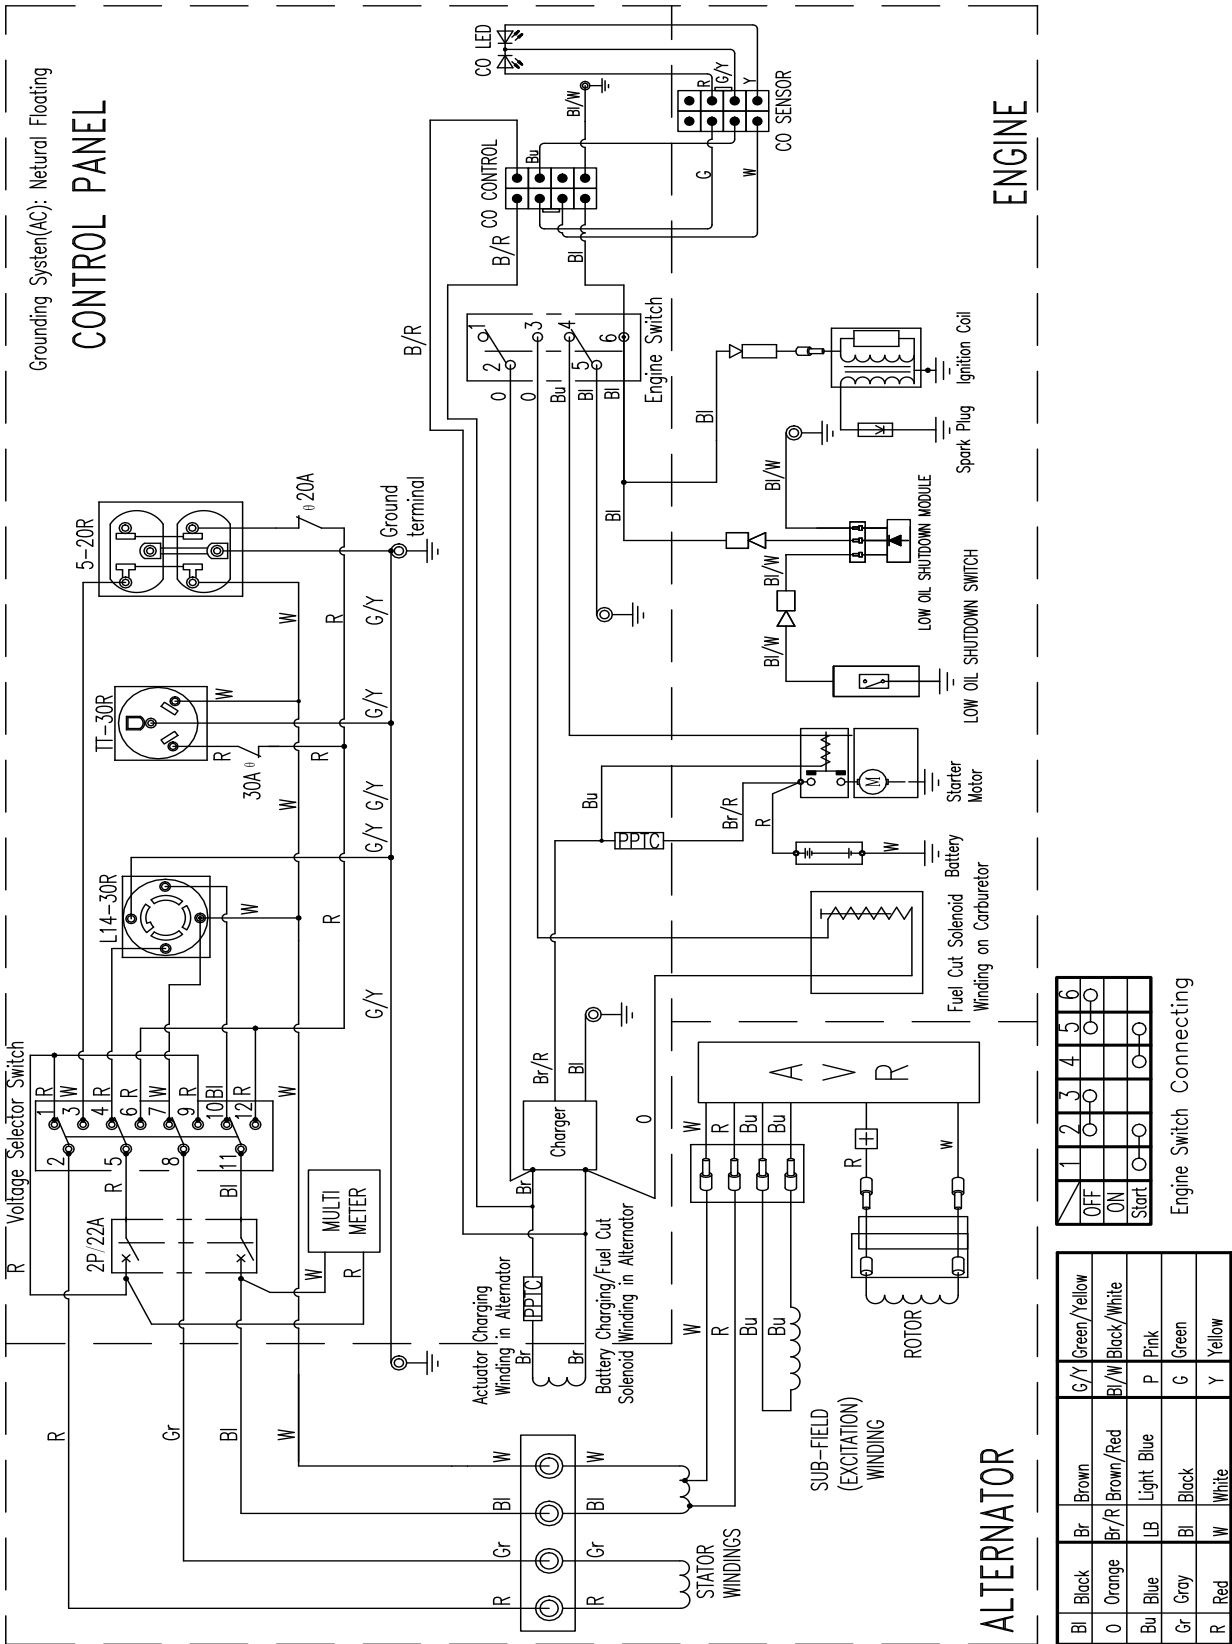 Grounding Systen(AC): Netural Floating
CONTROL PANEL
ENGINE
ALTERNATOR
R
Voltage Selector Switch
1 R
3 W
4 R
6 R
7 W
9 R
10 Bl
12 R
2
5
8
11
R
Bl
2P/22A
MULTI
METER
W
R
L14-30R
W
TT-30R
W
R
30A θ
R
5-20R
θ 20A
W
R
G/Y
G/Y
G/Y
G/Y
G/Y
W
R
W
Ground
terminal
R
Gr
Bl
W
CO LED
CO CONTROL
CO SENSOR
B/R
B/R
Bu
Bl/W
Bl
R
G/Y
Y
G
W
1
2
3
4
5
6
Engine Switch
O
O
Bu
Bl
Bl
Bl
Bl
Bl/W
Bl/W
Bl/W
Ignition Coil
Spark Plug
LOW OIL SHUTDOWN MODULE
LOW OIL SHUTDOWN SWITCH
M
Starter
Motor
Bu
PPTC
Br/R
R
W
Battery
Fuel Cut Solenoid
Winding on Carburetor
Br/R
Bl
O
Charger
Br
PPTC
Br
Br
Actuator Charging
Winding in Alternator
Battery Charging/Fuel Cut
Solenoid Winding in Alternator
A V R
W
R
Bu
Bu
R
+
W
W
R
Bu
Bu
ROTOR
SUB-FIELD
(EXCITATION)
WINDING
W
Bl
Gr
R
W
Bl
Gr
R
STATOR
WINDINGS
1 2 3 4 5 6
OFF
ON
Start
Engine Switch Connecting
Bl Black Br Brown G/Y Green/Yellow
O Orange Br/R Brown/Red Bl/W Black/White
Bu Blue LB Light Blue P Pink
Gr Gray Bl Black G Green
R Red W White Y Yellow